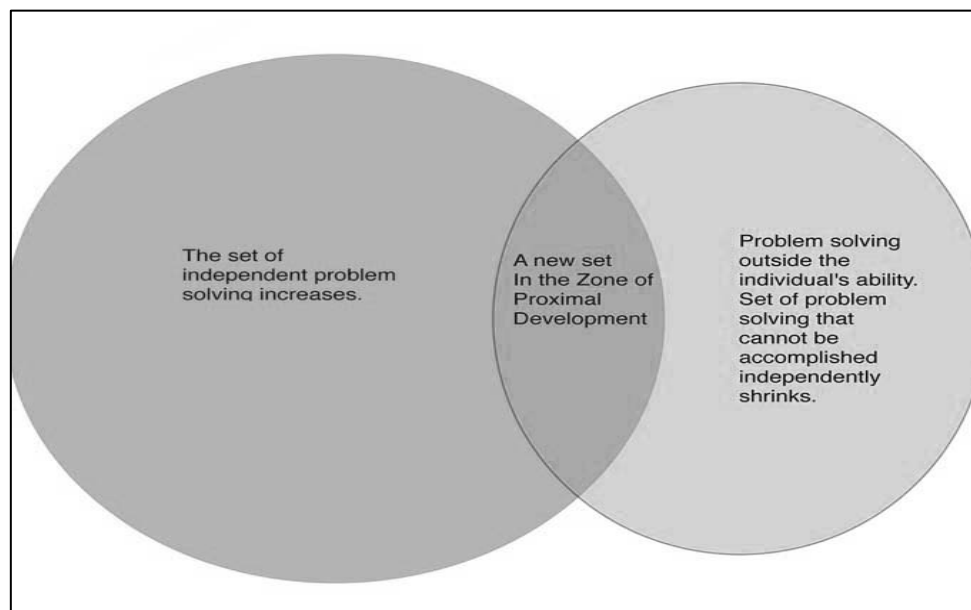 The set of
independent problem
solving increases.
A new set
In the Zone of
Proximal
Development
Problem solving
outside the
individual's ability.
Set of problem
solving that
cannot be
accomplished
independently
shrinks.